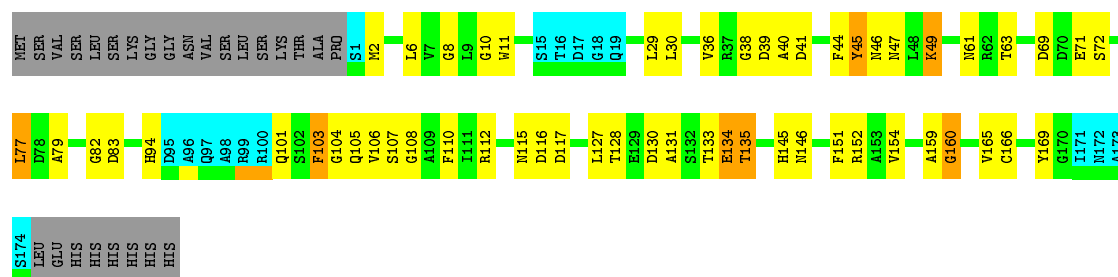 MET SER VAL SER LEU SER SER LYS GLY GLY ASN VAL SER LEU SER LYS THR ALA PRO S1 M2 L6 V7 G8 L9 G10 W11 S15 T16 D17 G18 Q19 L29 L30 V36 R37 G38 D39 A40 D41 F44 Y45 N46 N47 L48 K49 N61 R62 T63 D69 D70 E71 S72
L77 D78 A79 G82 D83 H94 D95 A96 Q97 A98 R99 R100 Q101 S102 F103 G104 Q105 V106 S107 G108 A109 F110 I111 R112 N115 D116 D117 L127 T128 E129 D130 A131 S132 T133 E134 T135 H145 N146 F151 R152 A153 V154 A159 G160 V165 C166 Y169 G170 I171 N172 A173
S174 LEU GLU HIS HIS HIS HIS HIS HIS